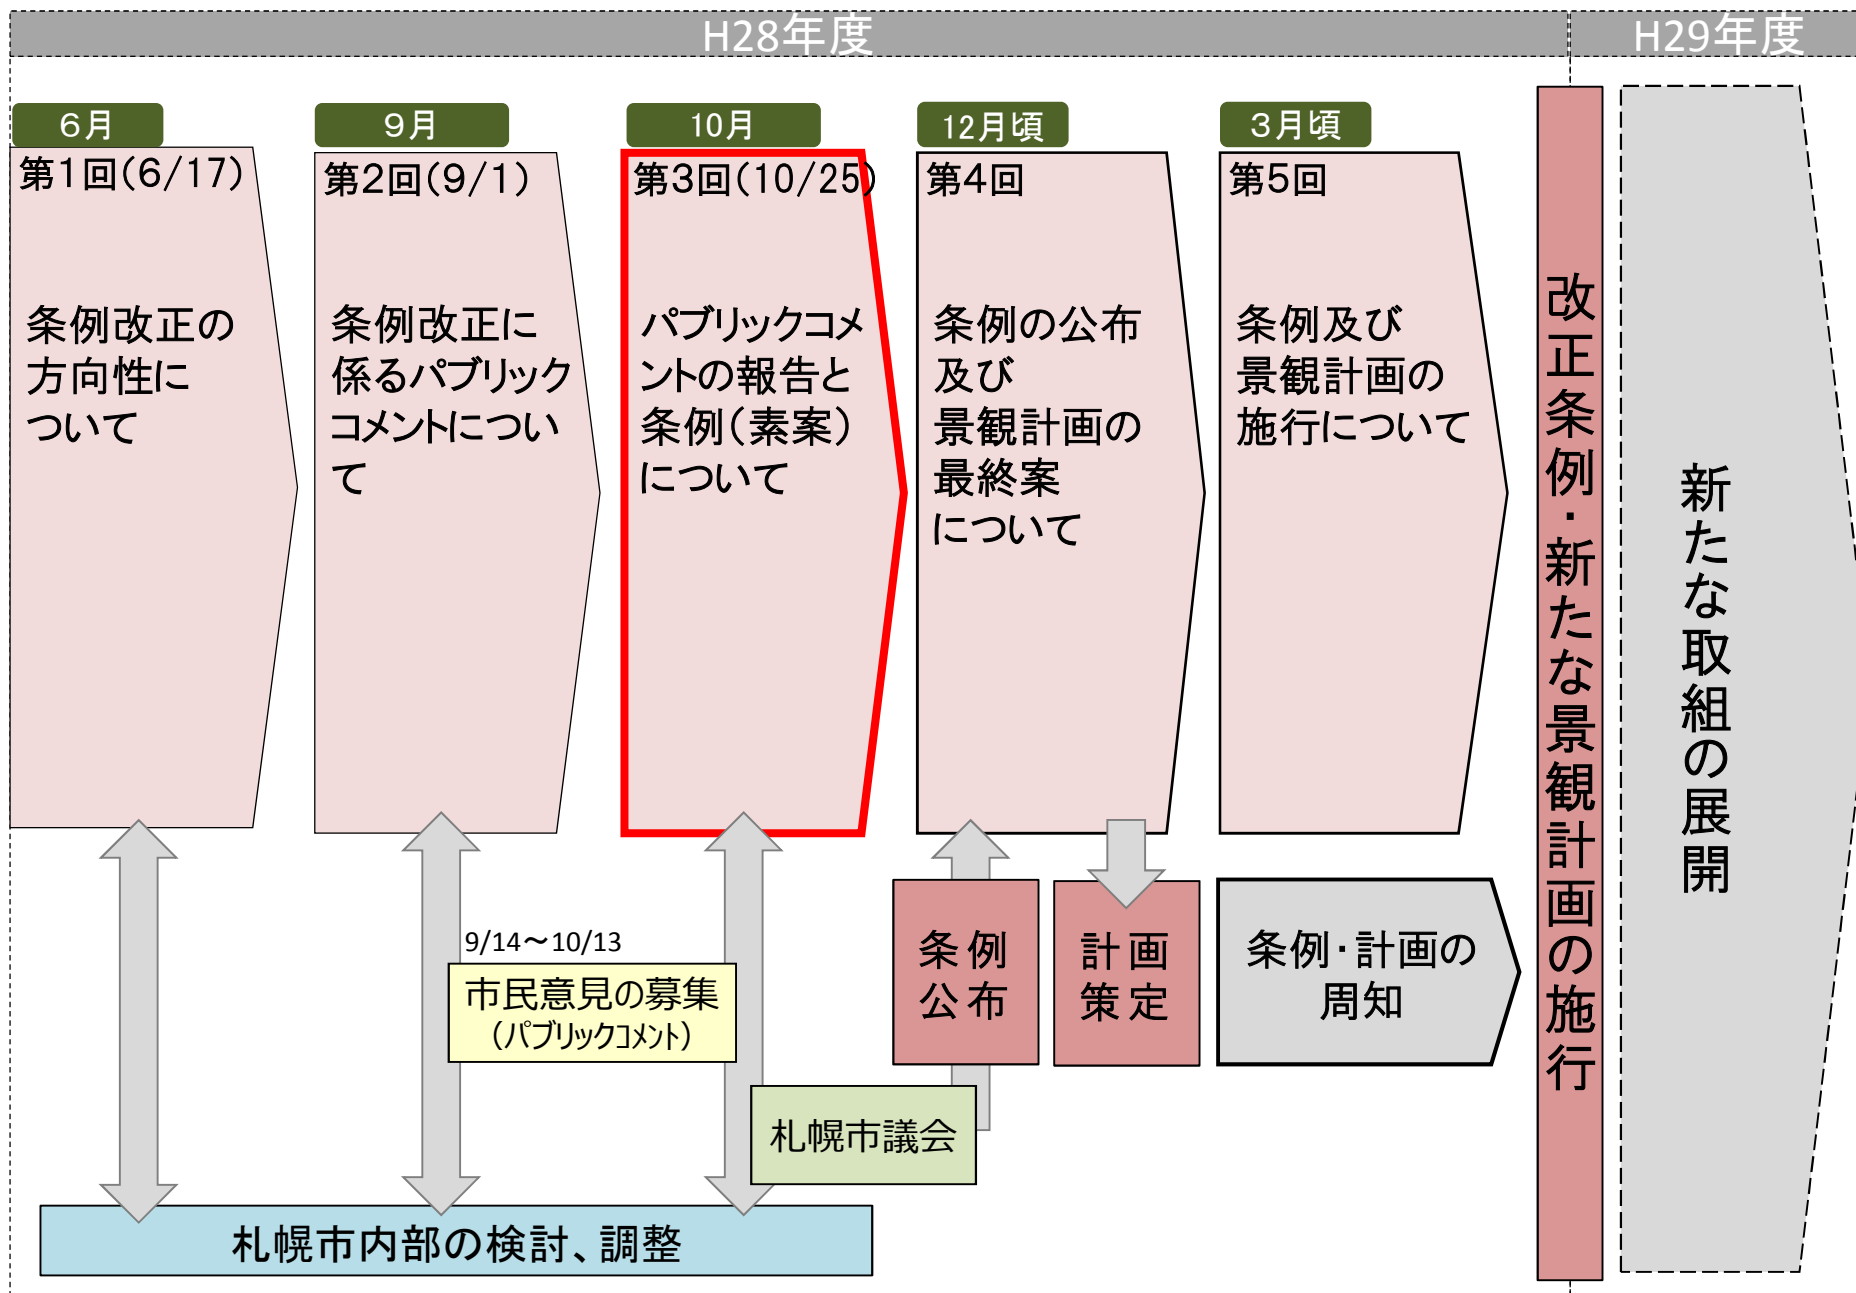 H28年度
H29年度
6月
第1回(6/17)
条例改正の
方向性に
ついて
9月
第2回(9/1)
条例改正に
係るパブリック
コメントについ
て
10月
第3回(10/25)
パブリックコメ
ントの報告と
条例(素案)
について
12月頃
第4回
条例の公布
及び
景観計画の
最終案
について
3月頃
第5回
条例及び
景観計画の
施行について
改正条例・新たな景観計画の施行
新たな取組の展開
9/14～10/13
市民意見の募集
(パブリックコメント)
条例
公布
計画
策定
条例・計画の
周知
札幌市議会
札幌市内部の検討、調整